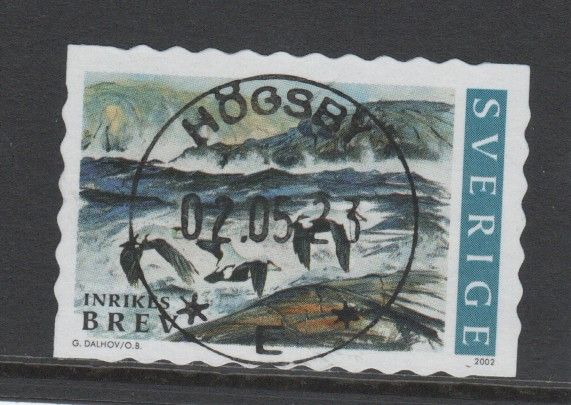 HÖGSBY
02.05.23
E
SVERIGE
INRIKES
BREV
G. DALHOV/O.B.
2002